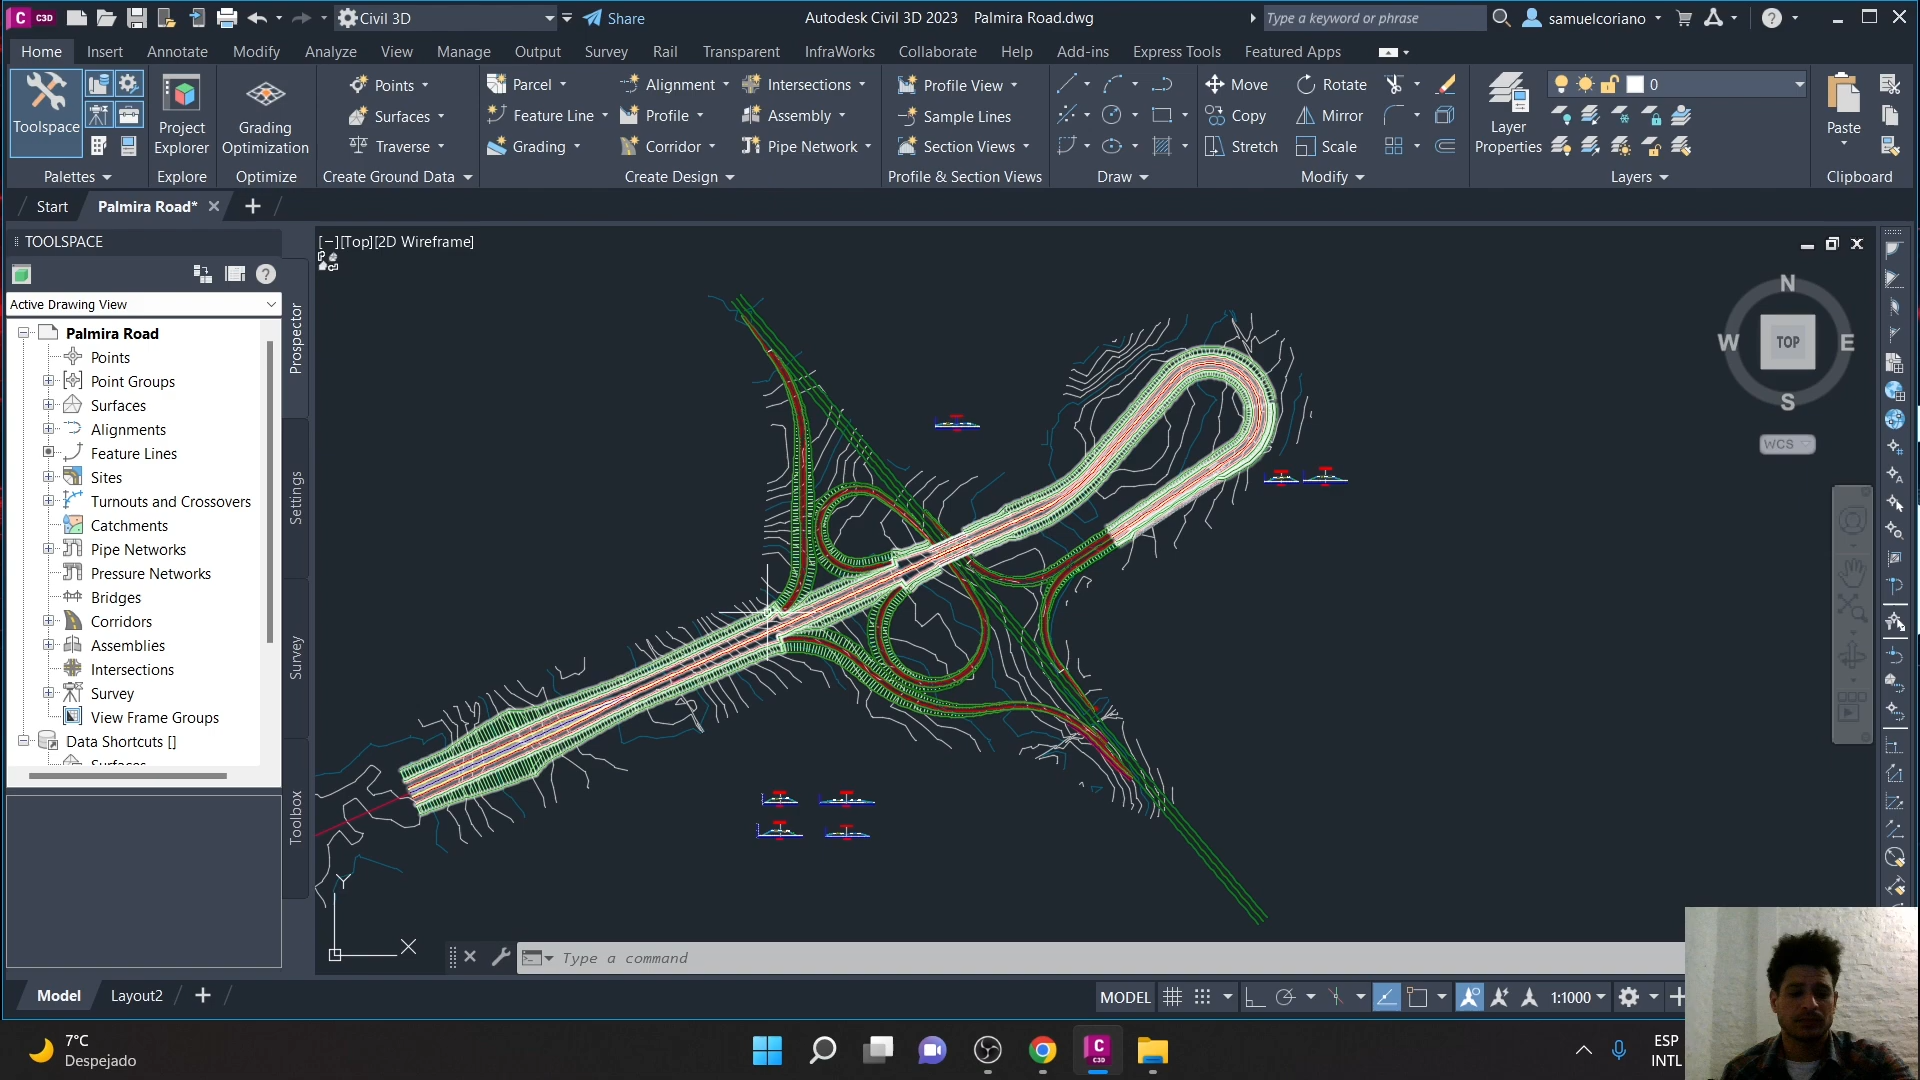 C3D
Civil 3D
Share
Autodesk Civil 3D 2023 Palmira Road.dwg
Type a keyword or phrase
samuelcoriano
Home
Insert
Annotate
Modify
Analyze
View
Manage
Output
Survey
Rail
Transparent
InfraWorks
Collaborate
Help
Add-ins
Express Tools
Featured Apps
Toolspace
Palettes
Project
Explorer
Explore
Grading
Optimization
Optimize
Points
Surfaces
Traverse
Create Ground Data
Parcel
Feature Line
Grading
Alignment
Profile
Corridor
Intersections
Assembly
Pipe Network
Create Design
Profile View
Sample Lines
Section Views
Profile & Section Views
Draw
Move
Copy
Stretch
Rotate
Mirror
Scale
Modify
Layer
Properties
0
Layers
Paste
Clipboard
Start
Palmira Road*
TOOLSPACE
Active Drawing View
Palmira Road
Points
Point Groups
Surfaces
Alignments
Feature Lines
Sites
Turnouts and Crossovers
Catchments
Pipe Networks
Pressure Networks
Bridges
Corridors
Assemblies
Intersections
Survey
View Frame Groups
Data Shortcuts []
Surfaces
Prospector
Settings
Survey
Toolbox
[−][Top][2D Wireframe]
N
W
TOP
E
S
WCS
Y
X
Type a command
Model
Layout2
MODEL
1:1000
7°C
Despejado
C3D
ESP
INTL